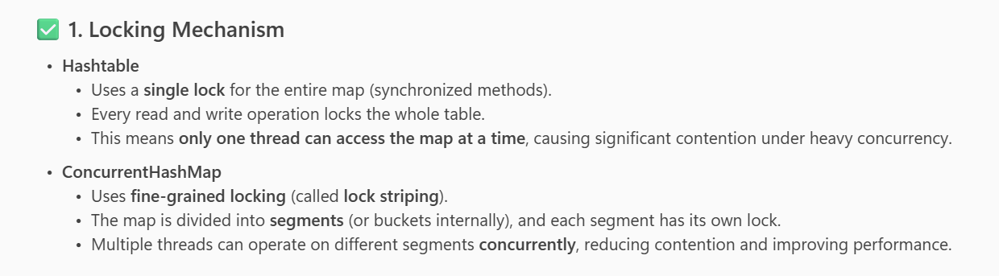 ✅ 1. Locking Mechanism
• Hashtable
• Uses a single lock for the entire map (synchronized methods).
• Every read and write operation locks the whole table.
• This means only one thread can access the map at a time, causing significant contention under heavy concurrency.
• ConcurrentHashMap
• Uses fine-grained locking (called lock striping).
• The map is divided into segments (or buckets internally), and each segment has its own lock.
• Multiple threads can operate on different segments concurrently, reducing contention and improving performance.